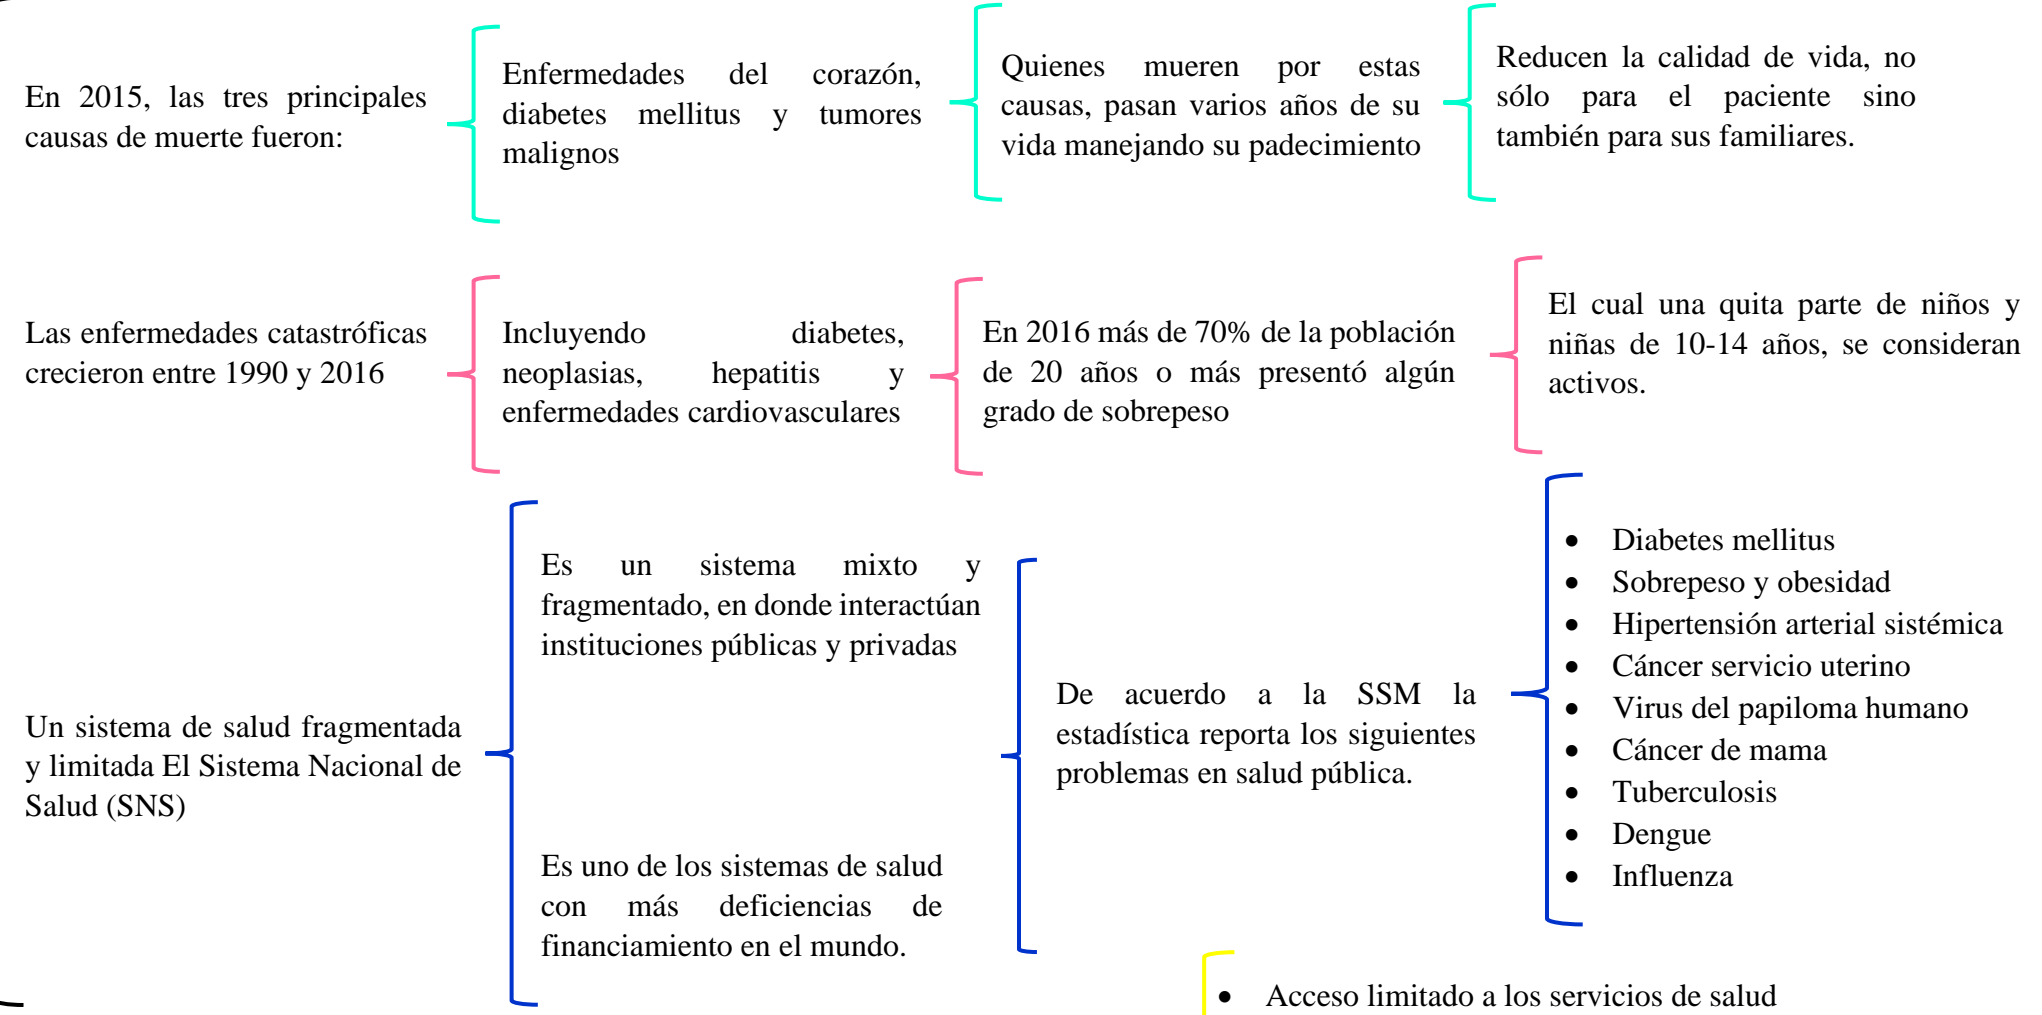 En 2015, las tres principales
causas de muerte fueron:
Enfermedades del corazón,
diabetes mellitus y tumores
malignos
Quienes mueren por estas
causas, pasan varios años de su
vida manejando su padecimiento
Reducen la calidad de vida, no
sólo para el paciente sino
también para sus familiares.
Las enfermedades catastróficas
crecieron entre 1990 y 2016
Incluyendo diabetes,
neoplasias, hepatitis y
enfermedades cardiovasculares
En 2016 más de 70% de la población
de 20 años o más presentó algún
grado de sobrepeso
El cual una quita parte de niños y
niñas de 10-14 años, se consideran
activos.
Un sistema de salud fragmentada
y limitada El Sistema Nacional de
Salud (SNS)
Es un sistema mixto y
fragmentado, en donde interactúan
instituciones públicas y privadas
Es uno de los sistemas de salud
con más deficiencias de
financiamiento en el mundo.
De acuerdo a la SSM la
estadística reporta los siguientes
problemas en salud pública.
• Diabetes mellitus
• Sobrepeso y obesidad
• Hipertensión arterial sistémica
• Cáncer servicio uterino
• Virus del papiloma humano
• Cáncer de mama
• Tuberculosis
• Dengue
• Influenza
• Acceso limitado a los servicios de salud